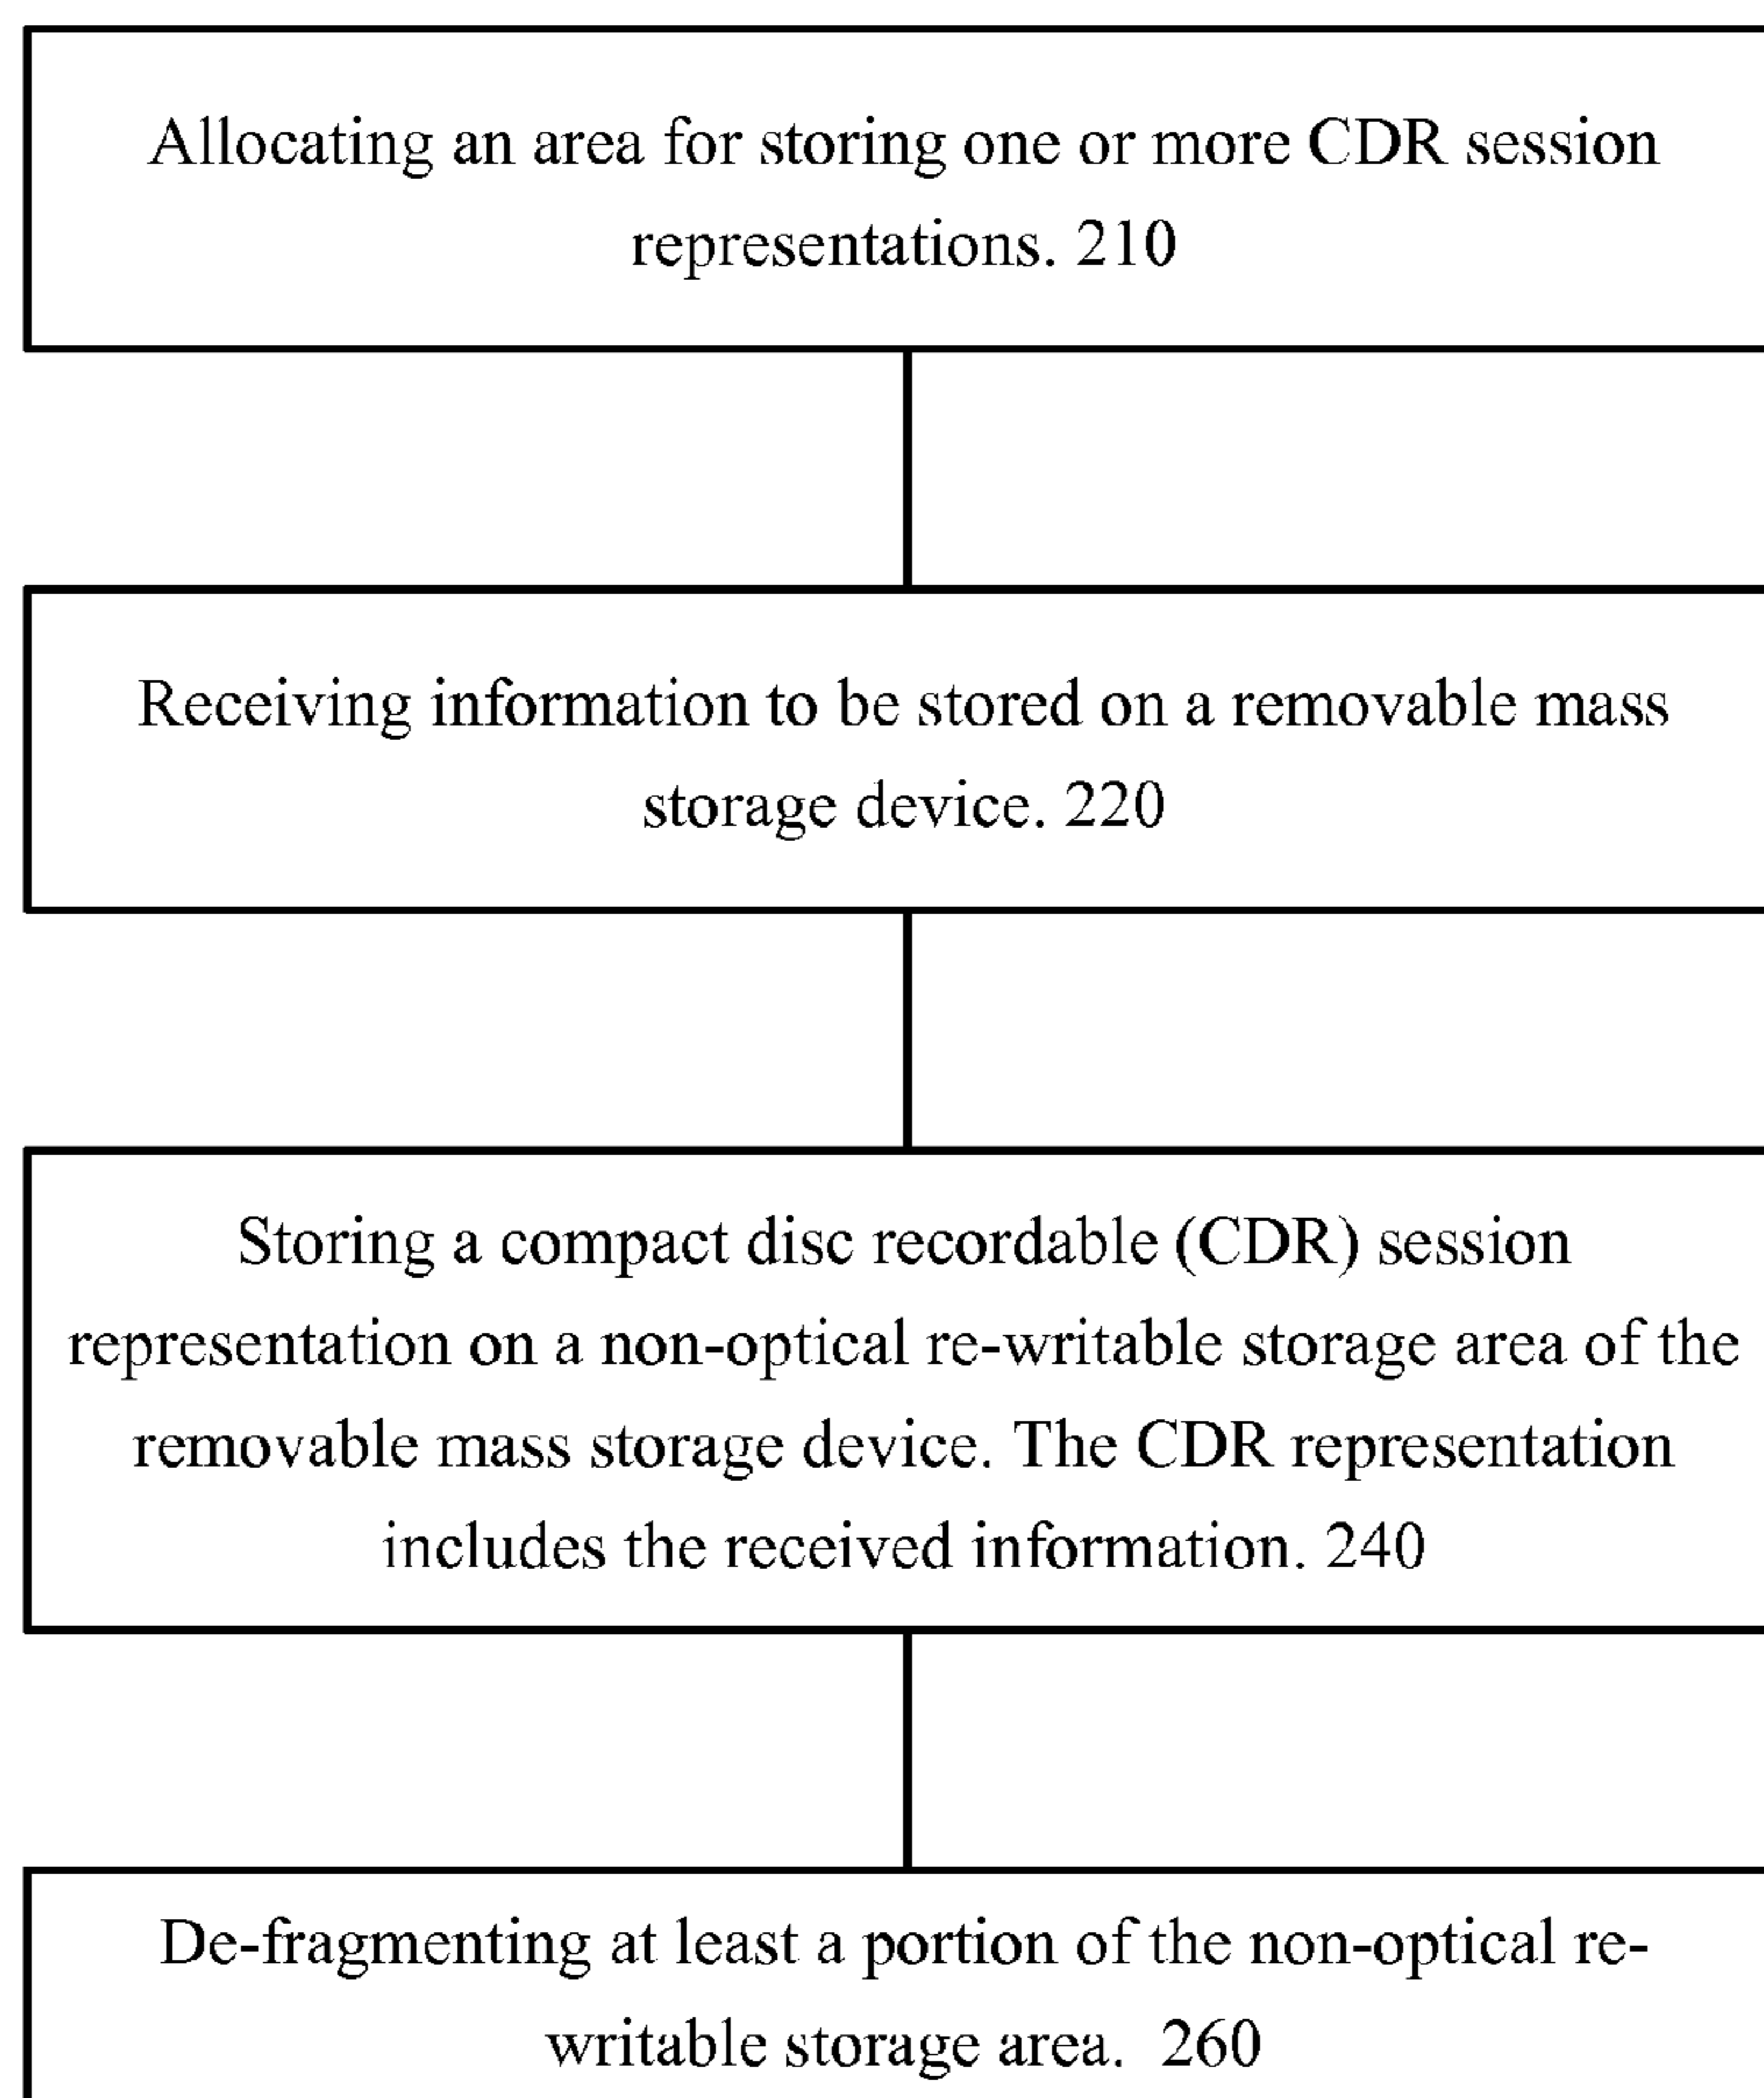 Allocating an area for storing one or more CDR session
representations. 210
Receiving information to be stored on a removable mass
storage device. 220
Storing a compact disc recordable (CDR) session
representation on a non-optical re-writable storage area of the
removable mass storage device. The CDR representation
includes the received information. 240
De-fragmenting at least a portion of the non-optical re-
writable storage area. 260